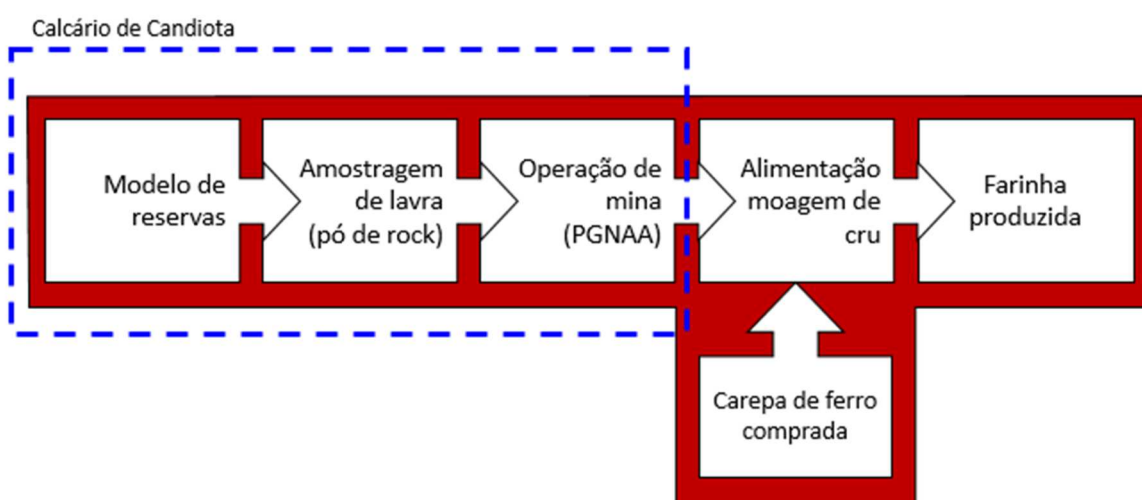 Calcário de Candiota
Modelo de
reservas
Amostragem
de lavra
(pó de rock)
Operação de
mina
(PGNAA)
Alimentação
moagem de
cru
Farinha
produzida
Carepa de ferro
comprada